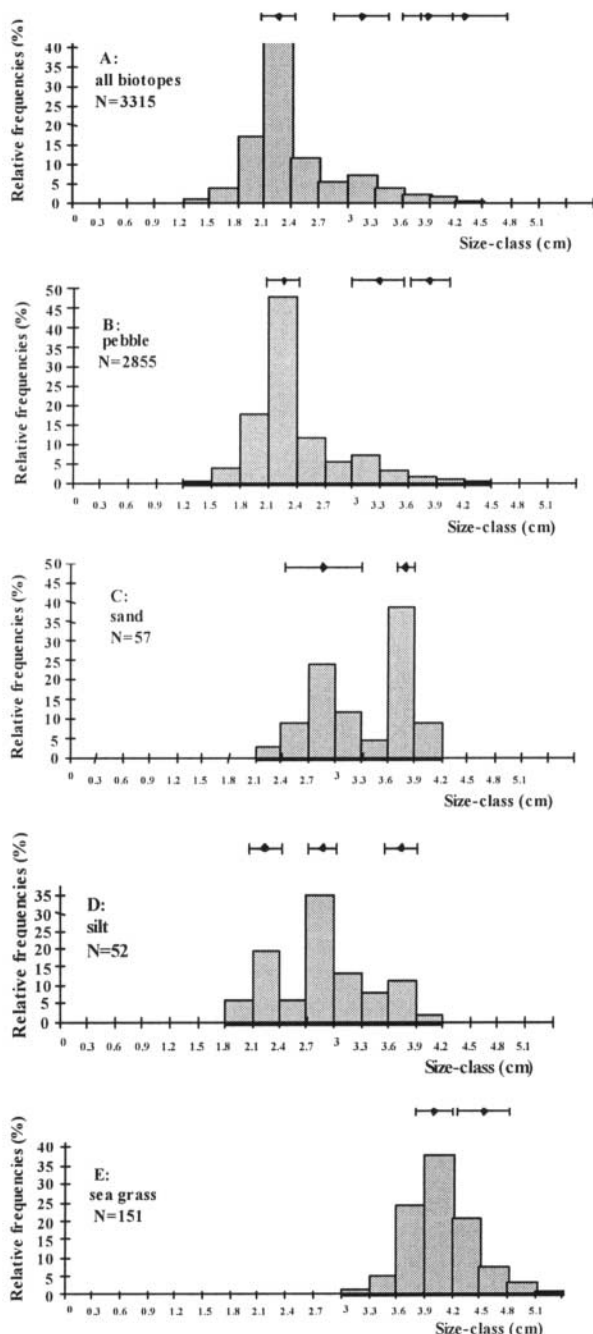 Relative frequencies (%)
40
35
30
25
20
15
10
5
0
A:
all biotopes
N=3315
0 0.3 0.6 0.9 1.2 1.5 1.8 2.1 2.4 2.7 3 3.3 3.6 3.9 4.2 4.5 4.8 5.1
Size-class (cm)
Relative frequencies (%)
50
45
40
35
30
25
20
15
10
5
0
B:
pebble
N=2855
0 0.3 0.6 0.9 1.2 1.5 1.8 2.1 2.4 2.7 3 3.3 3.6 3.9 4.2 4.5 4.8 5.1
Size-class (cm)
Relative frequencies (%)
50
45
40
35
30
25
20
15
10
5
0
C:
sand
N=57
0 0.3 0.6 0.9 1.2 1.5 1.8 2.1 2.4 2.7 3 3.3 3.6 3.9 4.2 4.5 4.8 5.1
Size-class (cm)
Relative frequencies (%)
35
30
25
20
15
10
5
0
D:
silt
N=52
0 0.3 0.6 0.9 1.2 1.5 1.8 2.1 2.4 2.7 3 3.3 3.6 3.9 4.2 4.5 4.8 5.1
Size-class (cm)
Relative frequencies (%)
40
35
30
25
20
15
10
5
0
E:
sea grass
N=151
0 0.3 0.6 0.9 1.2 1.5 1.8 2.1 2.4 2.7 3 3.3 3.6 3.9 4.2 4.5 4.8 5.1
Size-class (cm)